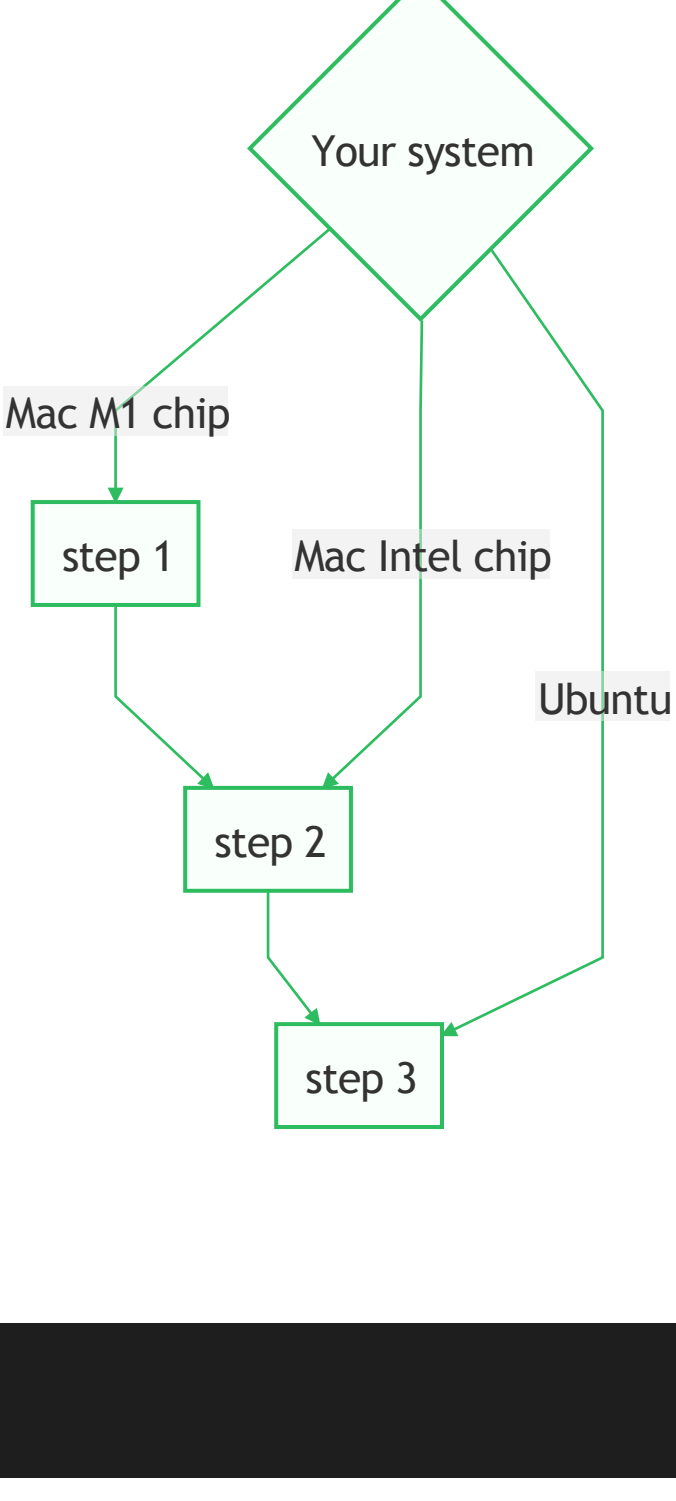 Your system
Mac M1 chip
step 1
Mac Intel chip
Ubuntu
step 2
step 3